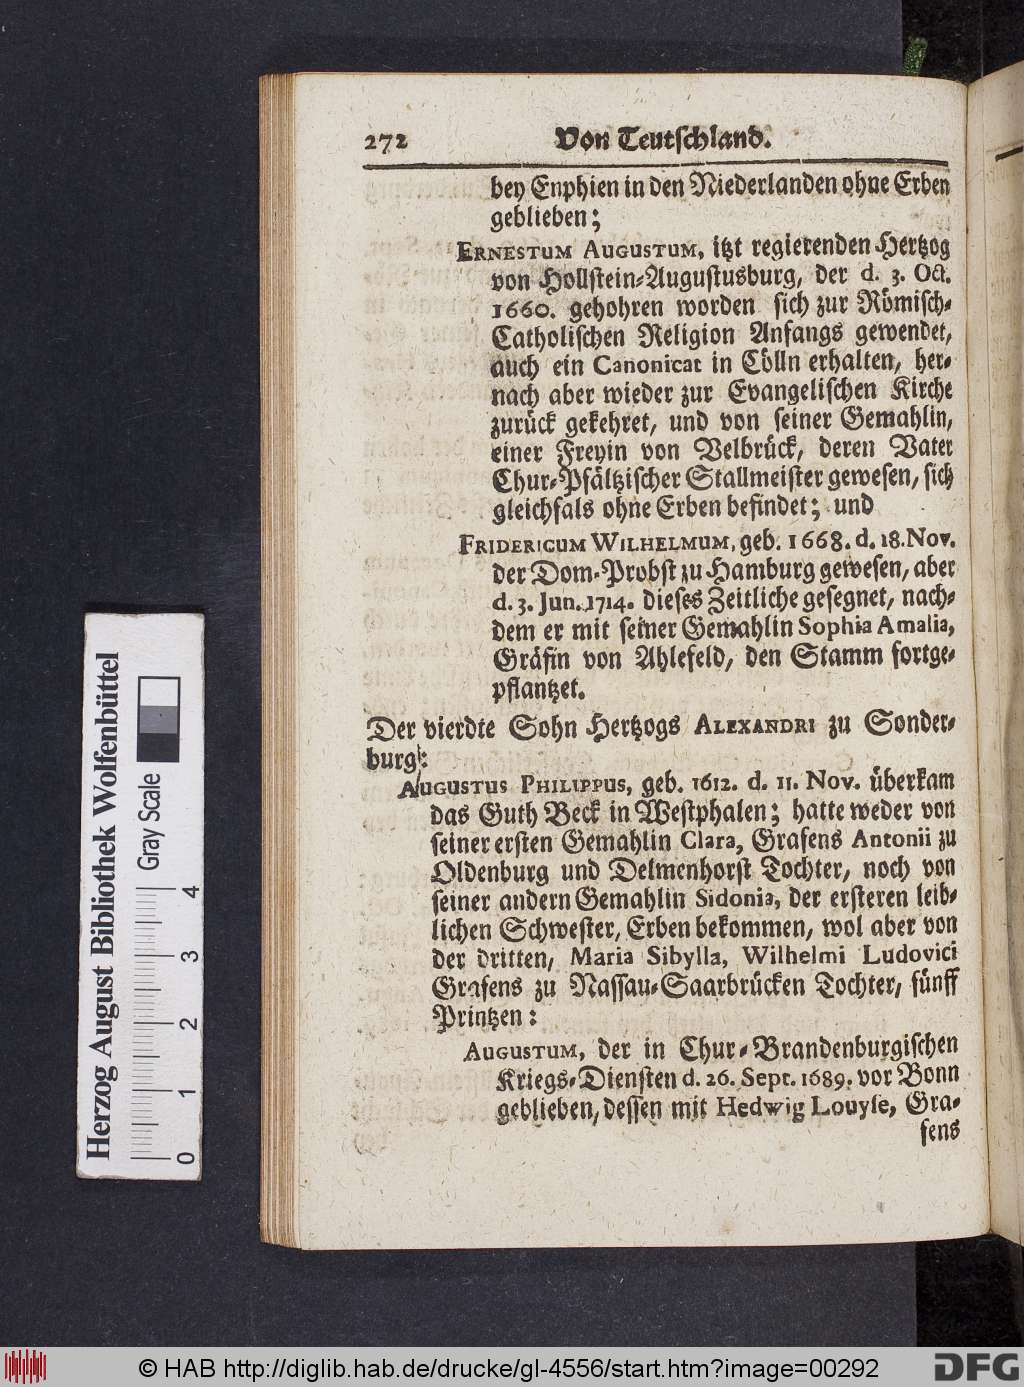 272 Von Teutschland.
bey Enphien in den Niederlanden ohne Erben
geblieben;
ERNESTUM AUGUSTUM, itzt regierenden Hertzog
von Hollstein-Augustusburg, der d. 3. Oct.
1660. gehohren worden sich zur Römisch-
Catholischen Religion Anfangs gewendet,
auch ein Canonicat in Cölln erhalten, her-
nach aber wieder zur Evangelischen Kirche
zurück gekehret, und von seiner Gemahlin,
einer Freyin von Velbrück, deren Vater
Chur-Pfältzischer Stallmeister gewesen, sich
gleichfals ohne Erben befindet; und
FRIDERICUM WILHELMUM, geb. 1668. d. 18. Nov.
der Dom-Probst zu Hamburg gewesen, aber
d. 3. Jun. 1714. dieses Zeitliche gesegnet, nach-
dem er mit seiner Gemahlin Sophia Amalia,
Gräfin von Ahlefeld, den Stamm fortge-
pflantzet.
Der vierdte Sohn Hertzogs ALEXANDRI zu Sonder-
burg:
AUGUSTUS PHILIPPUS, geb. 1612. d. 11. Nov. überkam
das Guth Beck in Westphalen; hatte weder von
seiner ersten Gemahlin Clara, Grafens Antonii zu
Oldenburg und Delmenhorst Tochter, noch von
seiner andern Gemahlin Sidonia, der ersteren leib-
lichen Schwester, Erben bekommen, wol aber von
der dritten, Maria Sibylla, Wilhelmi Ludovici
Grafens zu Nassau-Saarbrücken Tochter, fünff
Printzen:
AUGUSTUM, der in Chur-Brandenburgischen
Kriegs-Diensten d. 26. Sept. 1689. vor Bonn
geblieben, dessen mit Hedwig Louyse, Gra-
fens
Herzog August Bibliothek Wolfenbüttel
Gray Scale
0 1 2 3 4
© HAB http://diglib.hab.de/drucke/gl-4556/start.htm?image=00292
DFG